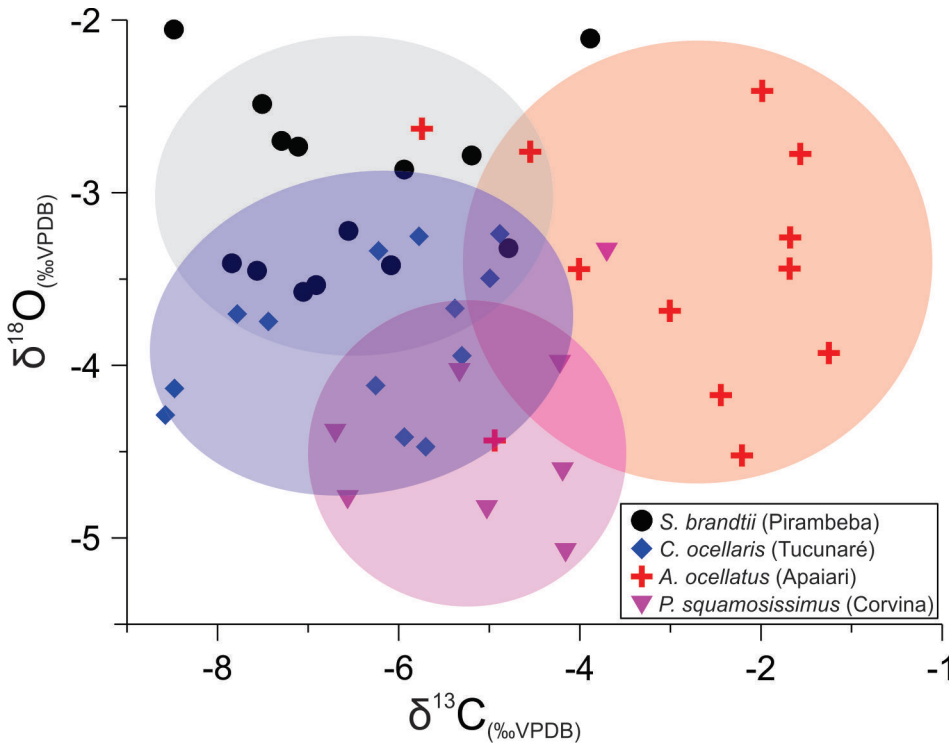 -2
-3
-4
-5
δ18O(‰VPDB)
-8 -6 -4 -2 -1
δ13C(‰VPDB)
S. brandtii (Pirambeba)
C. ocellaris (Tucunaré)
A. ocellatus (Apaiari)
P. squamosissimus (Corvina)